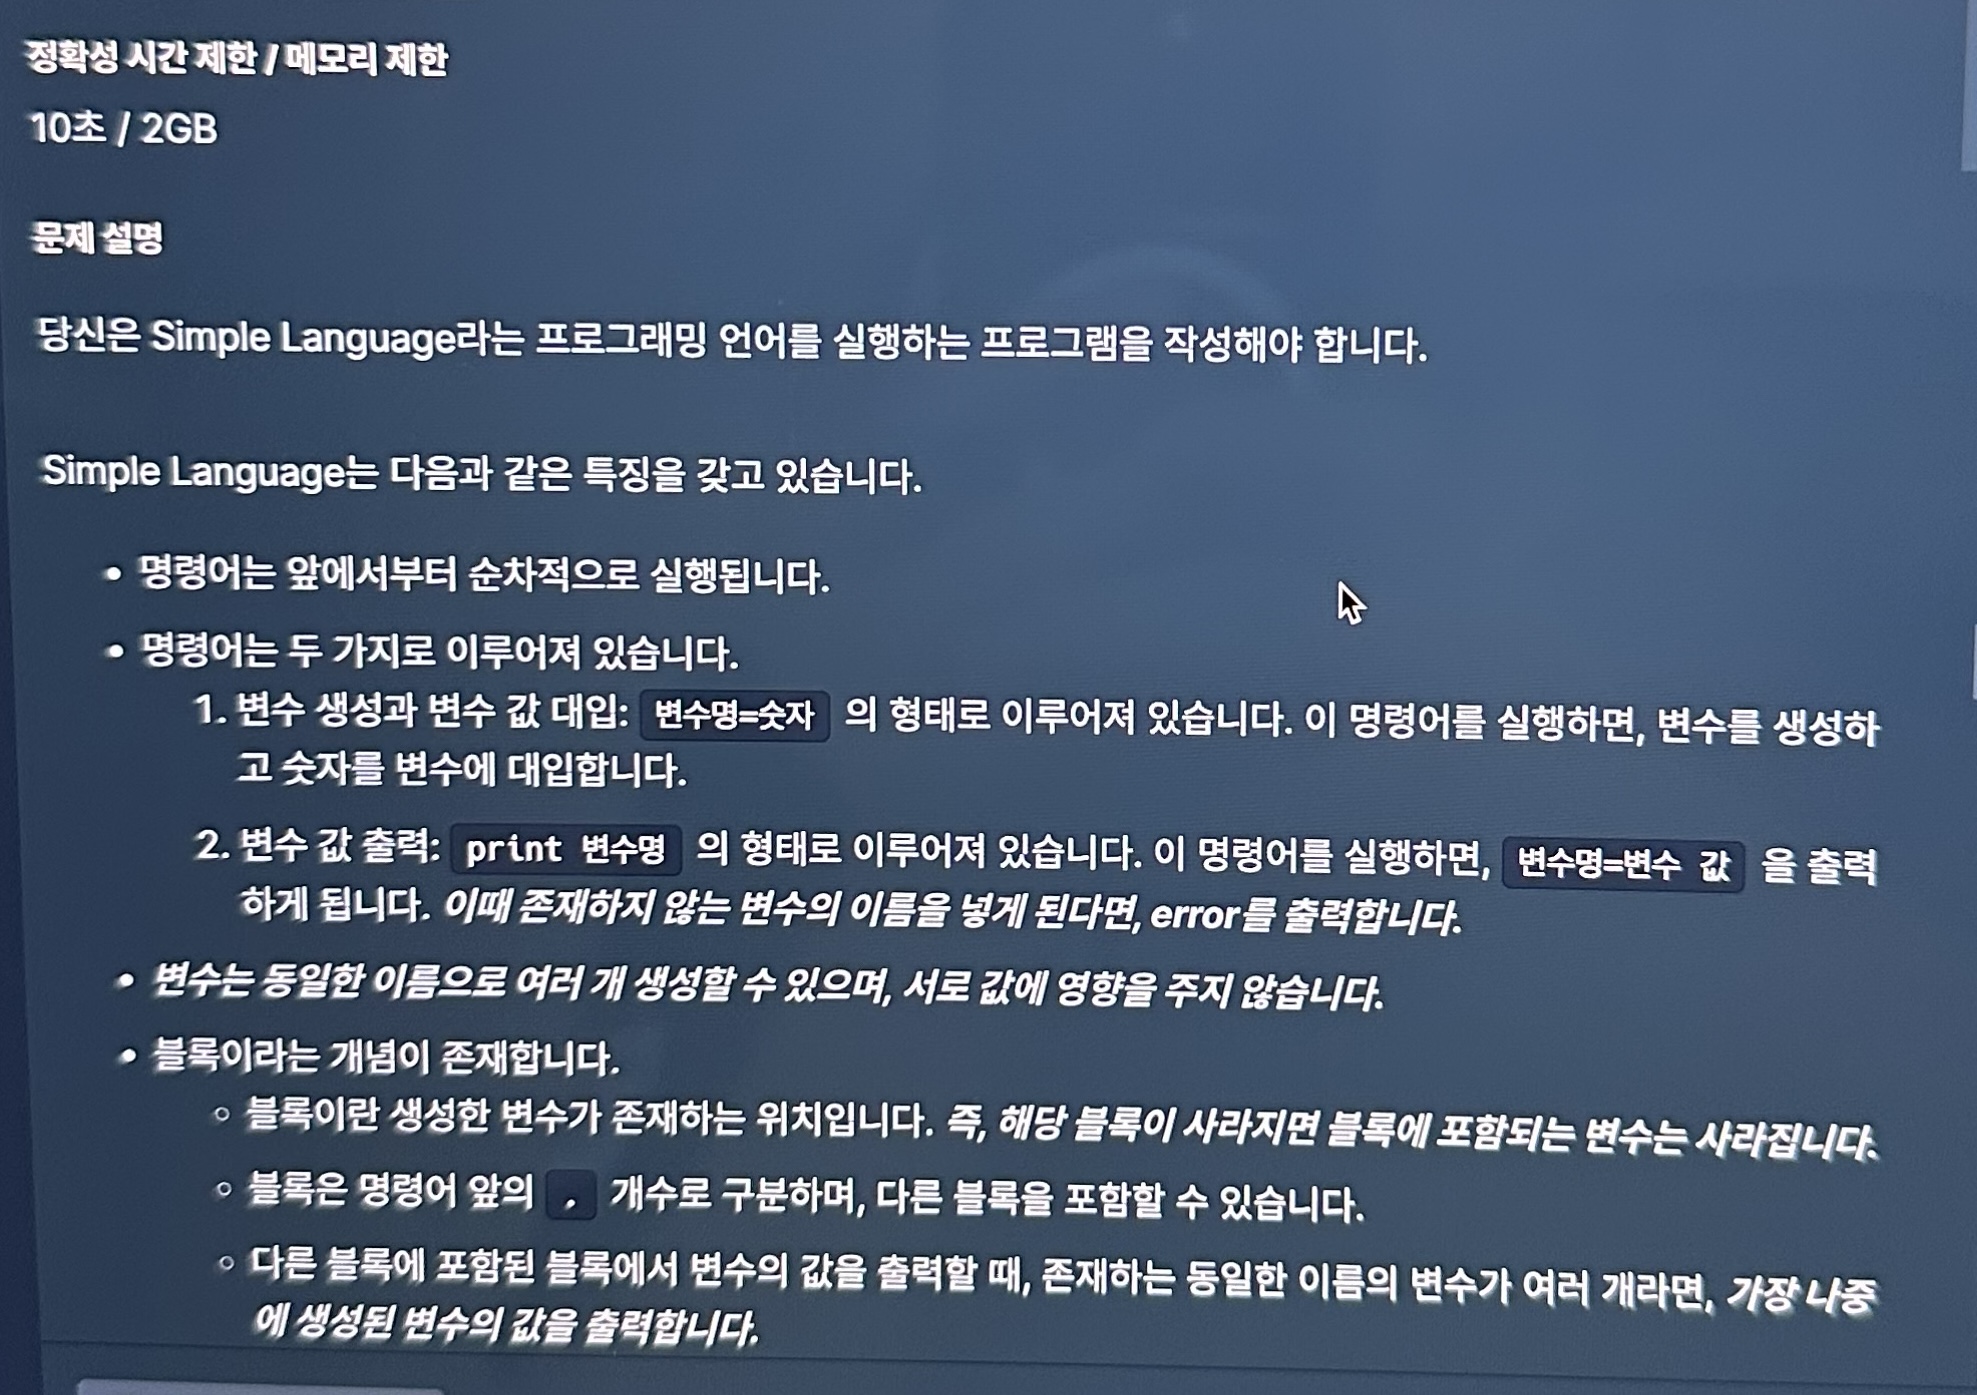 정확성 시간 제한 / 메모리 제한
10초 / 2GB
문제 설명
당신은 Simple Language라는 프로그래밍 언어를 실행하는 프로그램을 작성해야 합니다.
Simple Language는 다음과 같은 특징을 갖고 있습니다.
• 명령어는 앞에서부터 순차적으로 실행됩니다.
• 명령어는 두 가지로 이루어져 있습니다.
1. 변수 생성과 변수 값 대입: 변수명=숫자 의 형태로 이루어져 있습니다. 이 명령어를 실행하면, 변수를 생성하
고 숫자를 변수에 대입합니다.
2. 변수 값 출력: print 변수명 의 형태로 이루어져 있습니다. 이 명령어를 실행하면, 변수명=변수 값 을 출력
하게 됩니다. 이때 존재하지 않는 변수의 이름을 넣게 된다면, error를 출력합니다.
• 변수는 동일한 이름으로 여러 개 생성할 수 있으며, 서로 값에 영향을 주지 않습니다.
• 블록이라는 개념이 존재합니다.
◦ 블록이란 생성한 변수가 존재하는 위치입니다. 즉, 해당 블록이 사라지면 블록에 포함되는 변수는 사라집니다.
◦ 블록은 명령어 앞의 . 개수로 구분하며, 다른 블록을 포함할 수 있습니다.
◦ 다른 블록에 포함된 블록에서 변수의 값을 출력할 때, 존재하는 동일한 이름의 변수가 여러 개라면, 가장 나중
에 생성된 변수의 값을 출력합니다.